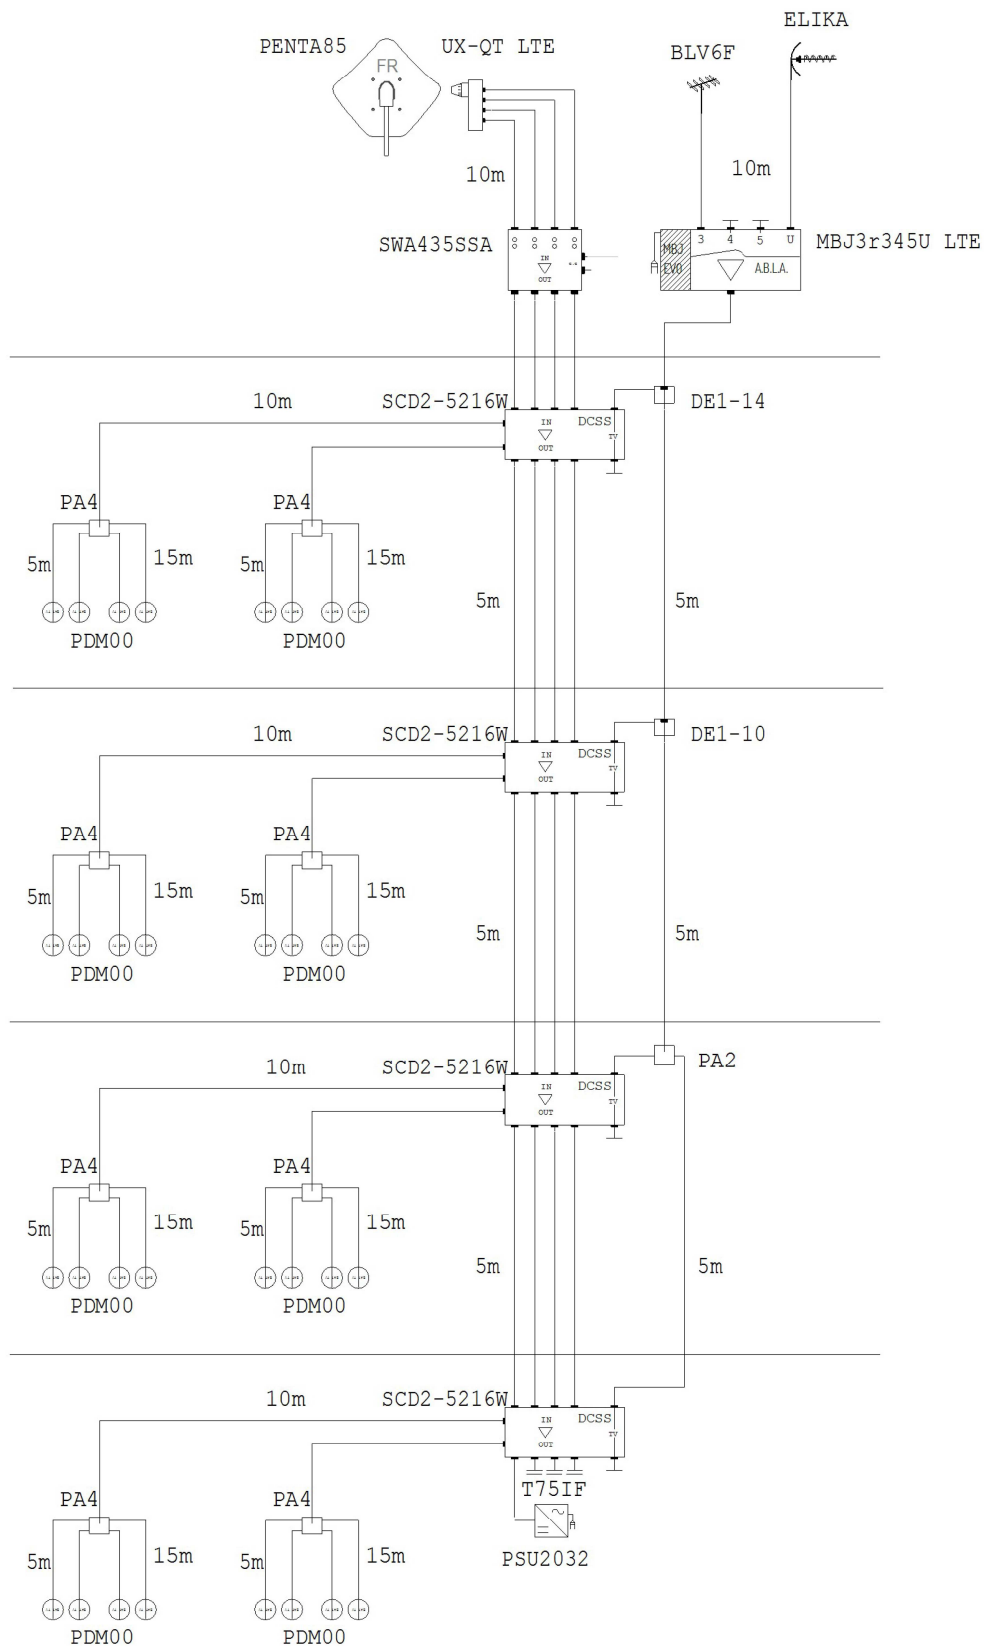 ELIKA
PENTA85 UX-QT LTE BLV6F
FR
10m 10m
SWA435SSA MBJ3r345U LTE
3 4 5 U
MBJ EVO A.B.L.A.
IN
OUT
10m SCD2-5216W DE1-14
IN DCSS
TV
OUT
PA4 PA4
5m 15m 5m 15m
5m 5m
PDM00 PDM00
10m SCD2-5216W DE1-10
IN DCSS
TV
OUT
PA4 PA4
5m 15m 5m 15m
5m 5m
PDM00 PDM00
10m SCD2-5216W PA2
IN DCSS
TV
OUT
PA4 PA4
5m 15m 5m 15m
5m 5m
PDM00 PDM00
10m SCD2-5216W
IN DCSS
TV
OUT
T75IF
PA4 PA4
5m 15m 5m 15m
PSU2032
PDM00 PDM00